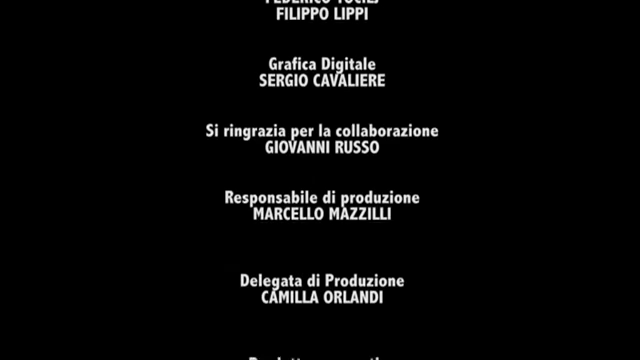 FILIPPO LIPPI
Grafica Digitale
SERGIO CAVALIERE
Si ringrazia per la collaborazione
GIOVANNI RUSSO
Responsabile di produzione
MARCELLO MAZZILLI
Delegata di Produzione
CAMILLA ORLANDI